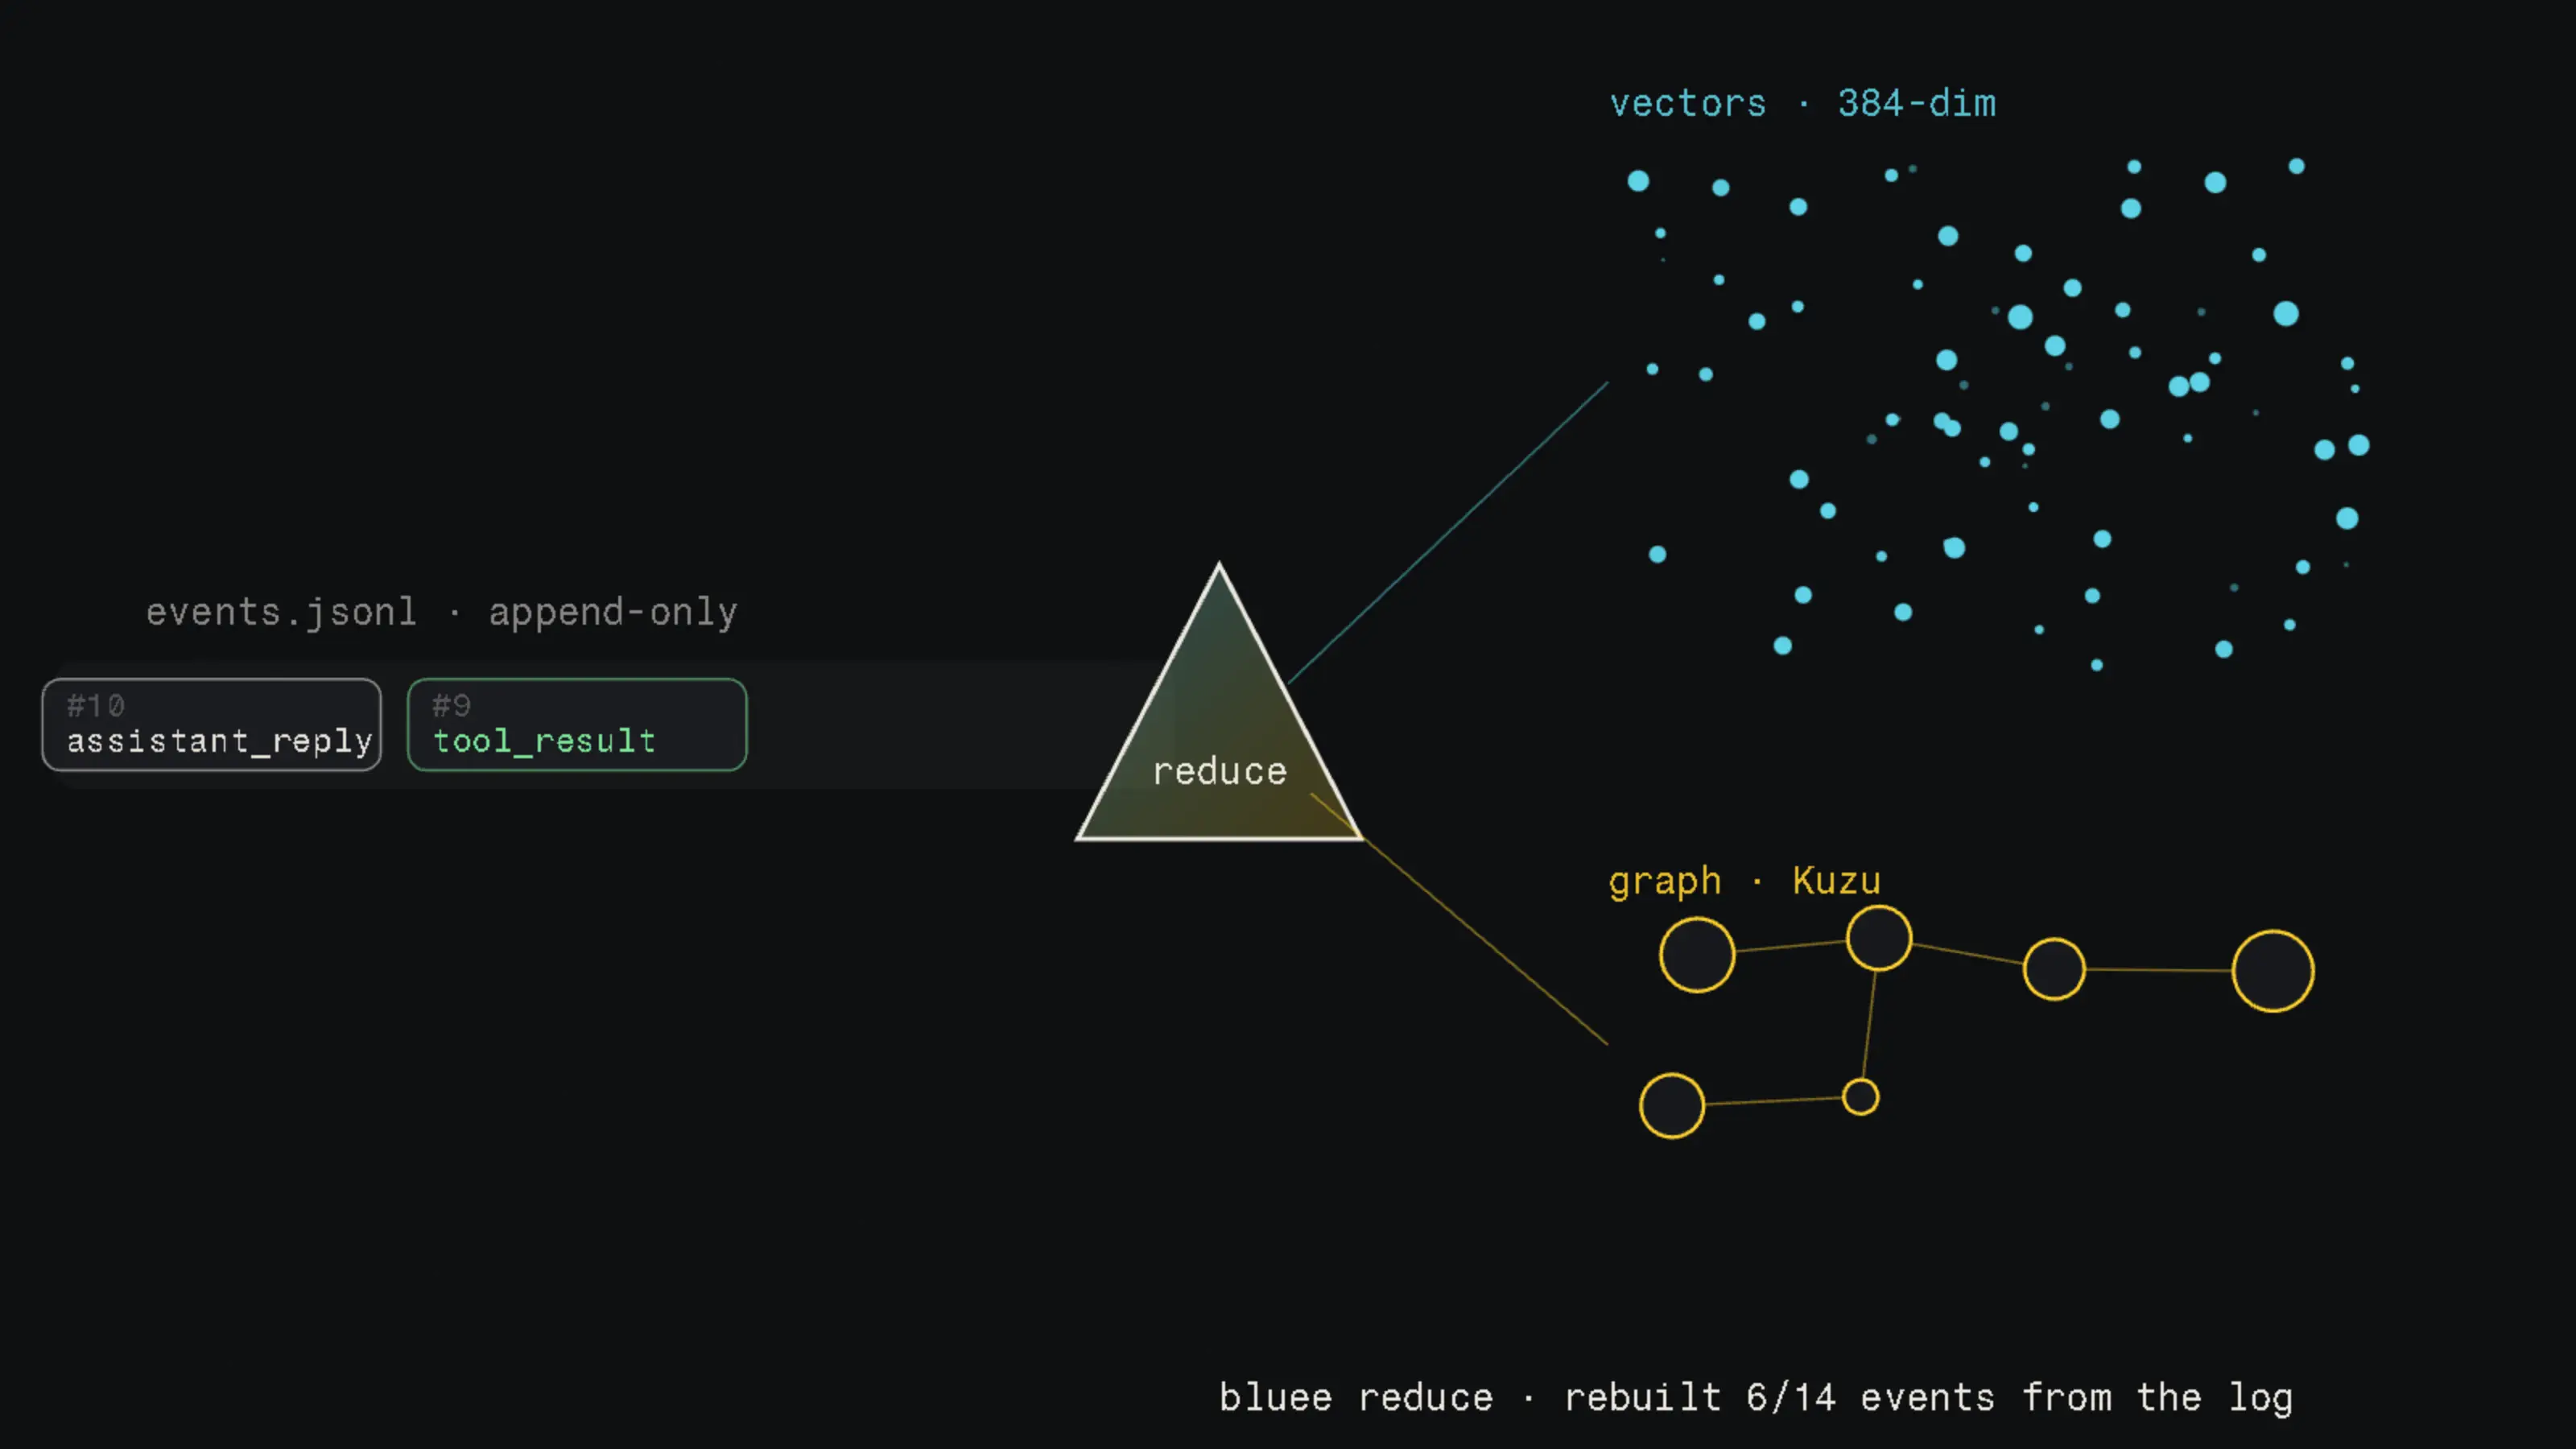 vectors · 384-dim
events.jsonl · append-only
#10
assistant_reply
#9
tool_result
reduce
graph · Kuzu
bluee reduce · rebuilt 6/14 events from the log